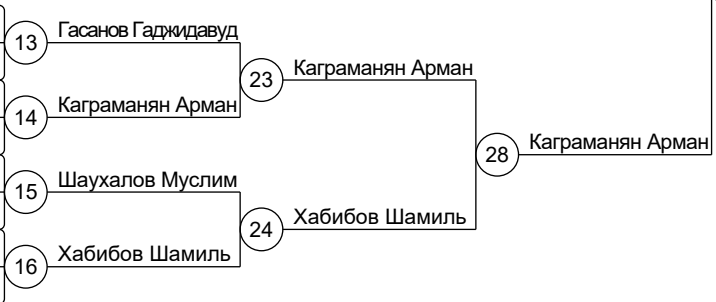 13
Гасанов Гаджидавуд
23
Каграманян Арман
14
Каграманян Арман
28
Каграманян Арман
15
Шаухалов Муслим
24
Хабибов Шамиль
16
Хабибов Шамиль